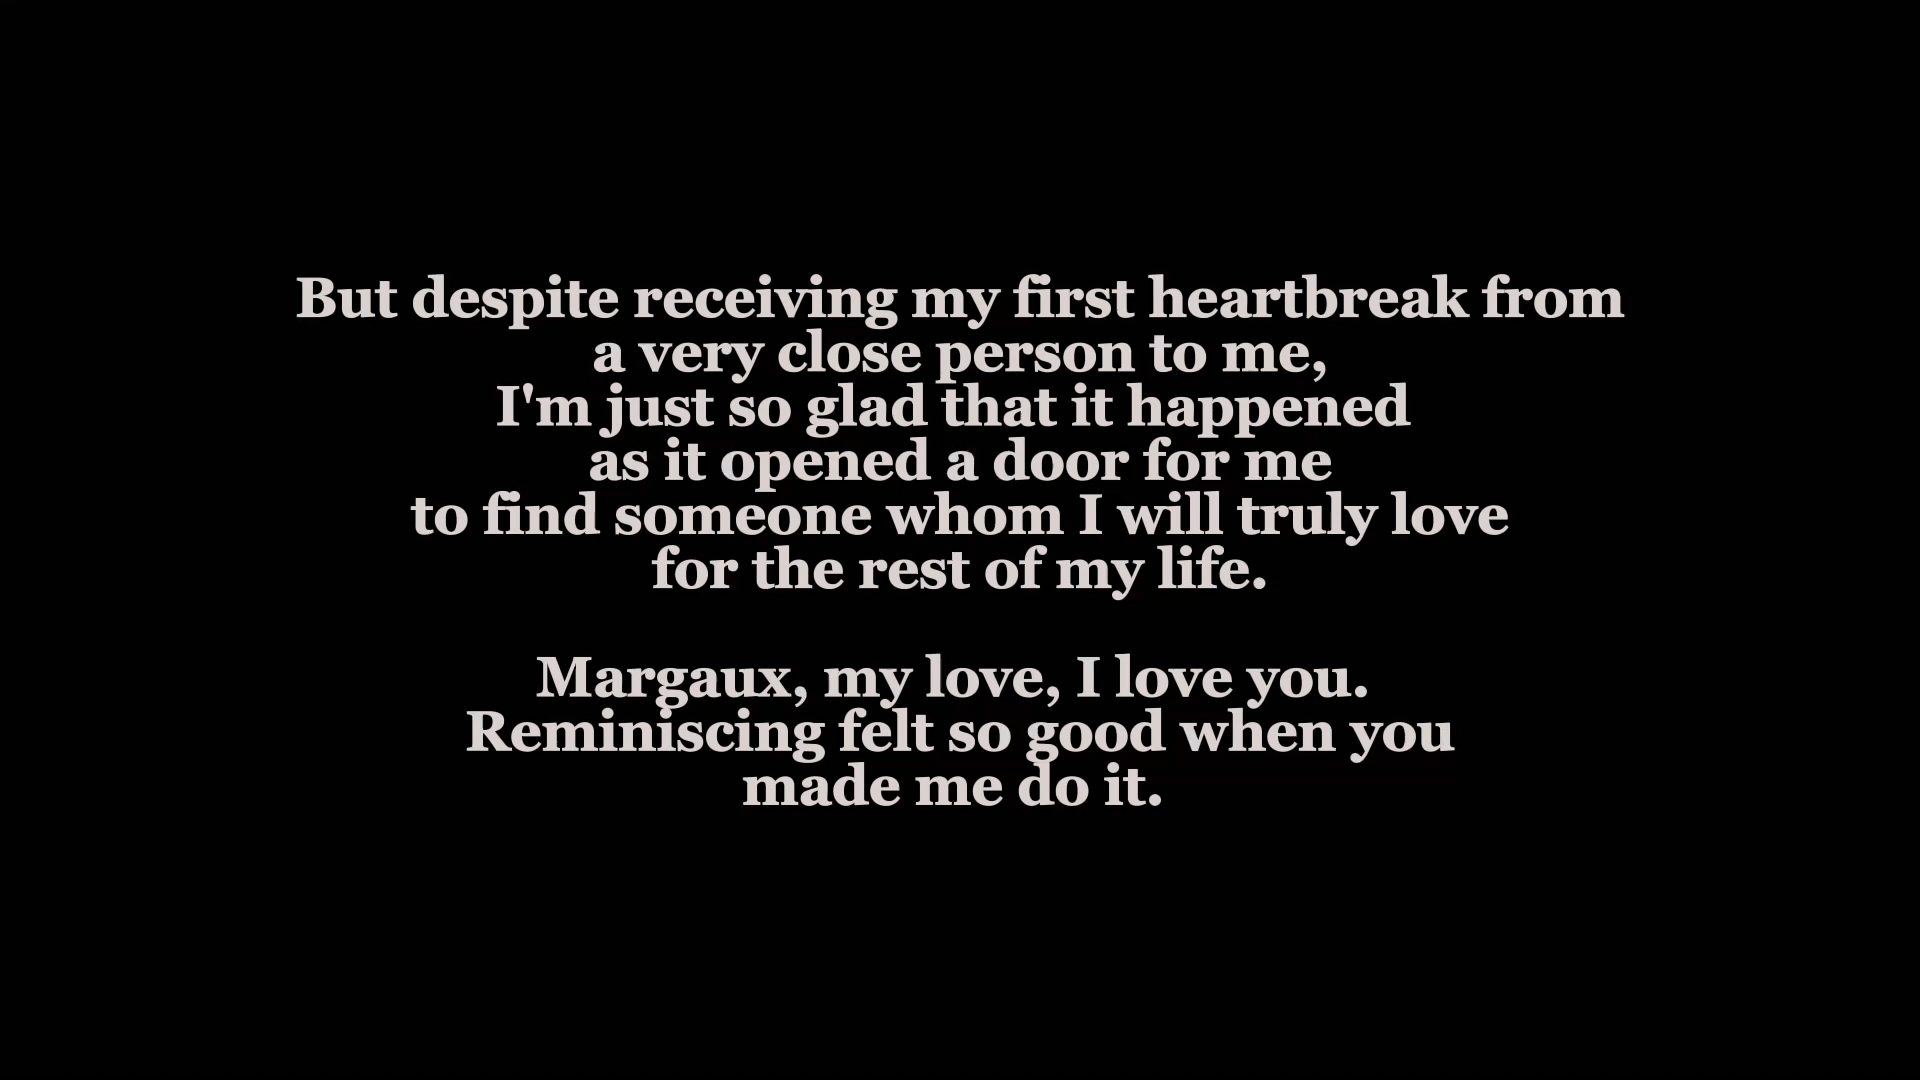 But despite receiving my first heartbreak from
a very close person to me,
I'm just so glad that it happened
as it opened a door for me
to find someone whom I will truly love
for the rest of my life.
Margaux, my love, I love you.
Reminiscing felt so good when you
made me do it.